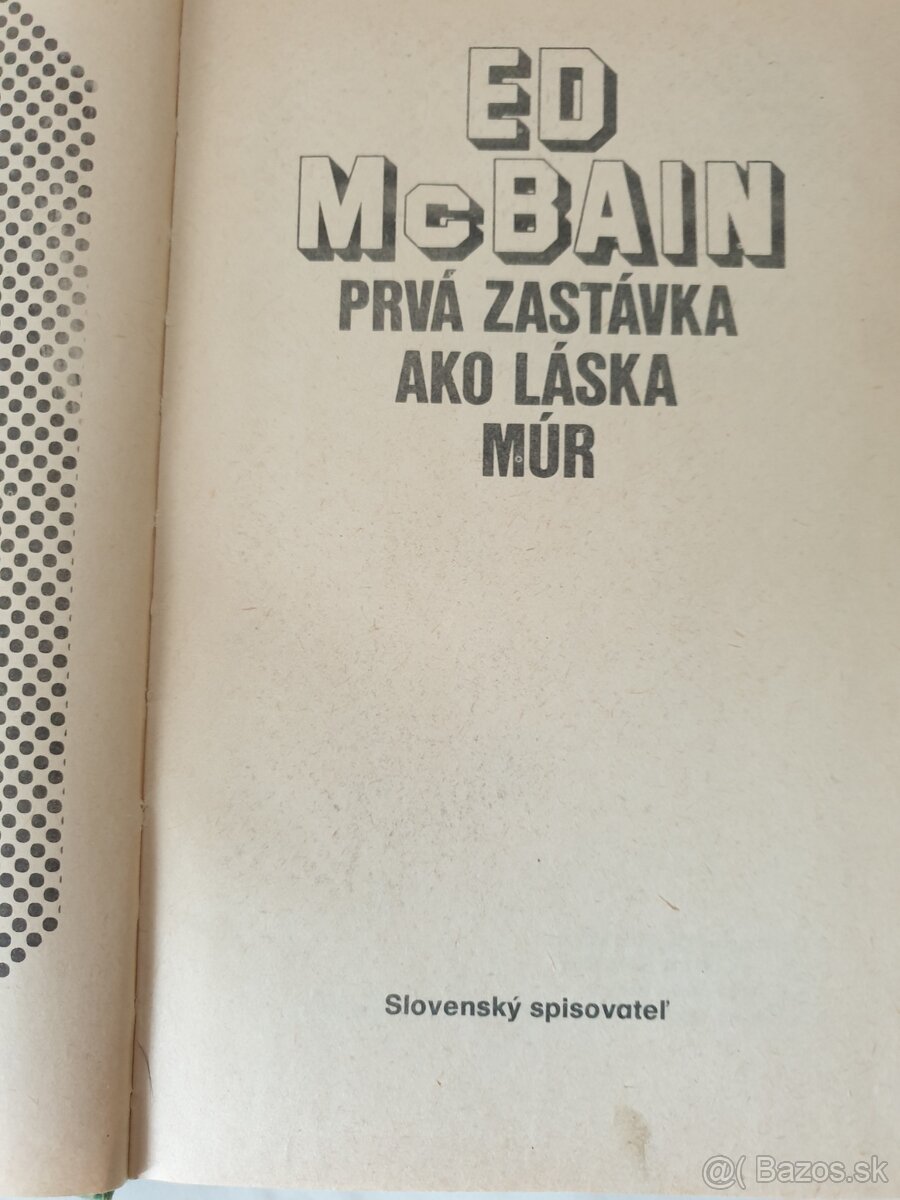 ED
McBAIN
PRVÁ ZASTÁVKA
AKO LÁSKA
MÚR
Slovenský spisovateľ
@( Bazos.sk